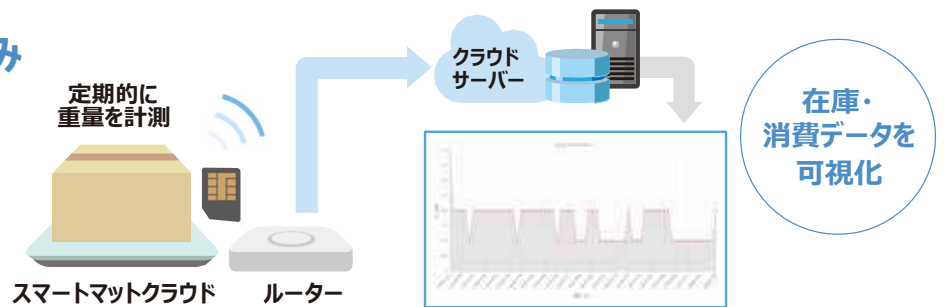 み
定期的に
重量を計測
クラウド
サーバー
在庫・
消費データを
可視化
スマートマットクラウド
ルーター